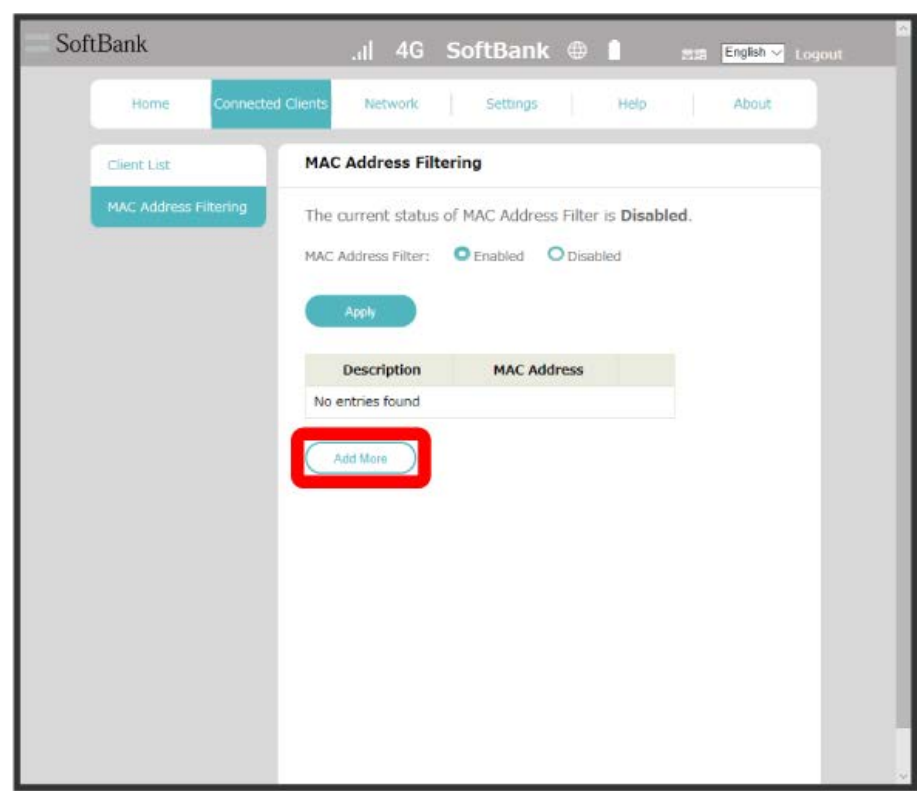 SoftBank
4G SoftBank 言語 English Logout
Home Connected Clients Network Settings Help About
Client List
MAC Address Filtering
MAC Address Filtering
The current status of MAC Address Filter is Disabled.
MAC Address Filter: Enabled Disabled
Apply
Description MAC Address
No entries found
Add More